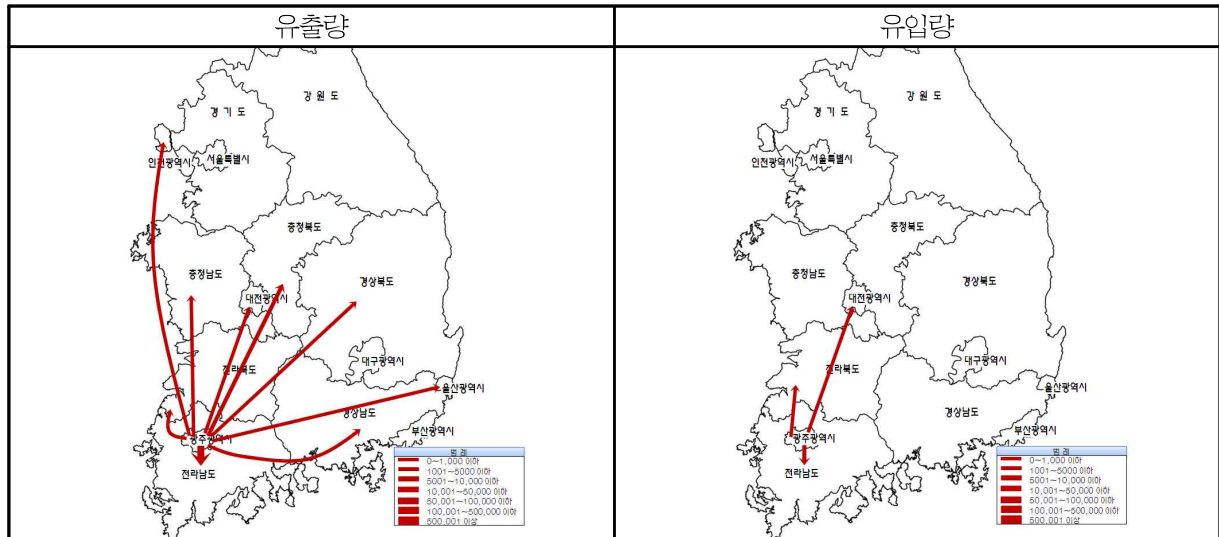 유출량
유입량
강 원 도
경 기 도
인천광역시
서울특별시
충청북도
충청남도
경상북도
대전광역시
대구광역시
전라북도
울산광역시
경상남도
부산광역시
광주광역시
전라남도
범 례
0~1,000 이하
1001~5000 이하
5001~10,000 이하
10,001~50,000 이하
50,001~100,000 이하
100,001~500,000 이하
500,001 이상
강 원 도
경 기 도
인천광역시
서울특별시
충청북도
충청남도
경상북도
대전광역시
대구광역시
전라북도
울산광역시
경상남도
부산광역시
광주광역시
전라남도
범 례
0~1,000 이하
1001~5000 이하
5001~10,000 이하
10,001~50,000 이하
50,001~100,000 이하
100,001~500,000 이하
500,001 이상